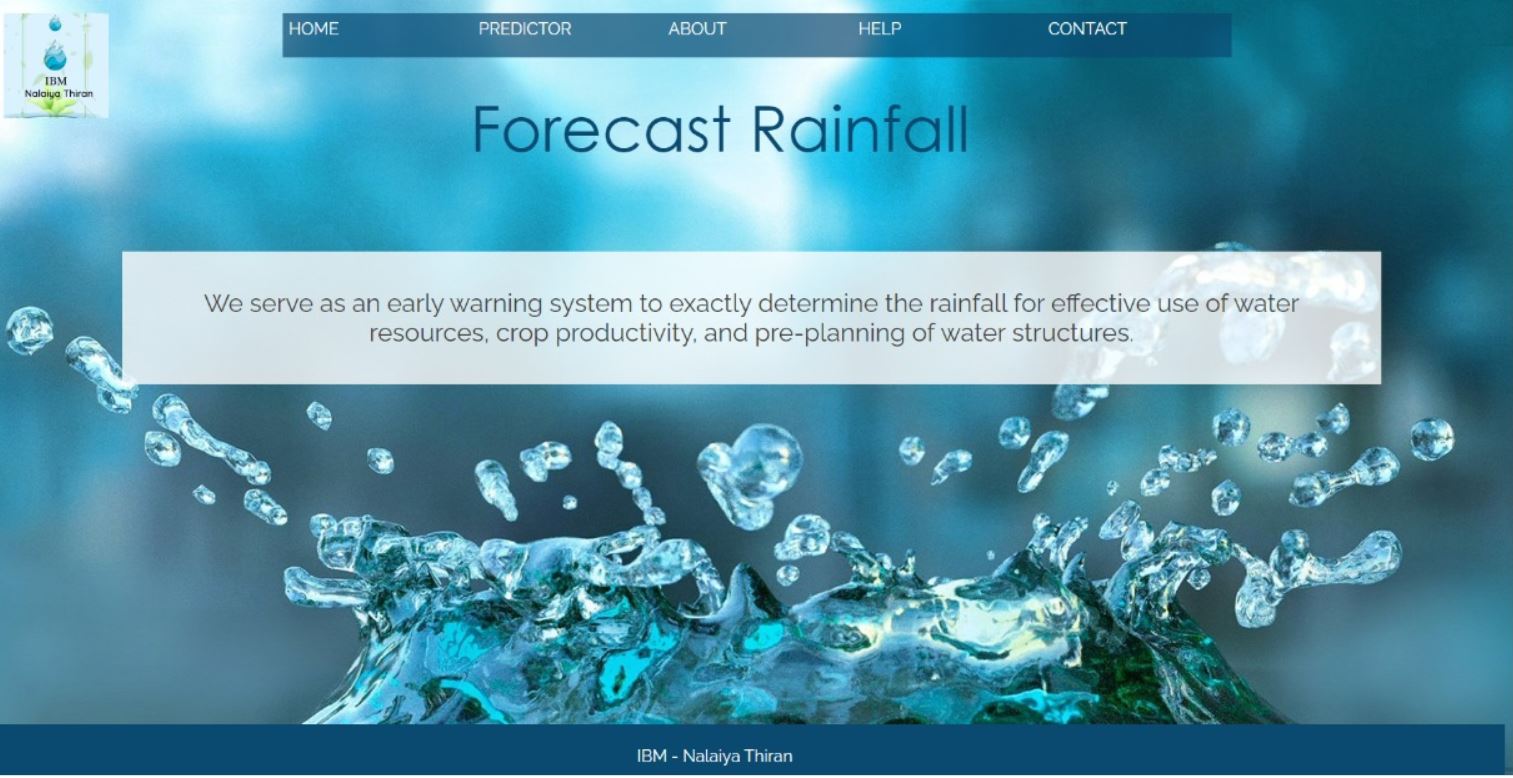 IBM
Nalaiya Thiran
HOME PREDICTOR ABOUT HELP CONTACT
Forecast Rainfall
We serve as an early warning system to exactly determine the rainfall for effective use of water
resources, crop productivity, and pre-planning of water structures.
IBM - Nalaiya Thiran